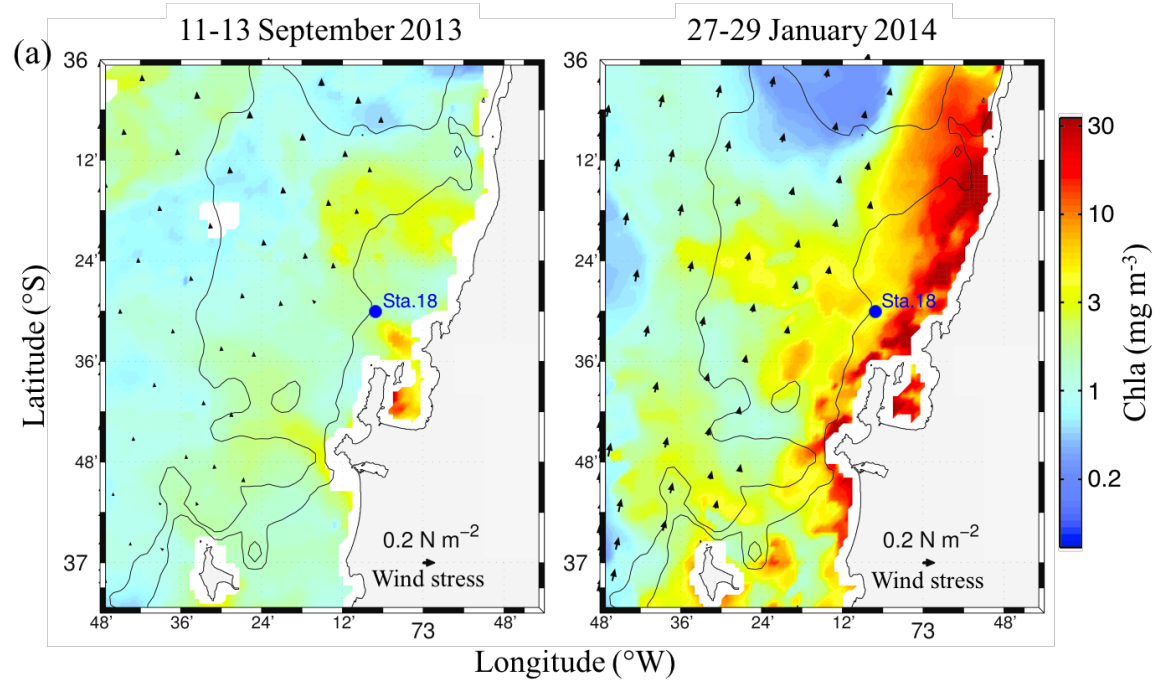 11-13 September 2013
27-29 January 2014
(a)
36
12'
24'
36'
48'
37
Latitude (°S)
Sta.18
0.2 N m⁻²
Wind stress
48'
36'
24'
12'
73
48'
36
12'
24'
36'
48'
37
Sta.18
0.2 N m⁻²
Wind stress
48'
36'
24'
12'
73
48'
Longitude (°W)
30
10
3
1
0.2
Chla (mg m⁻³)